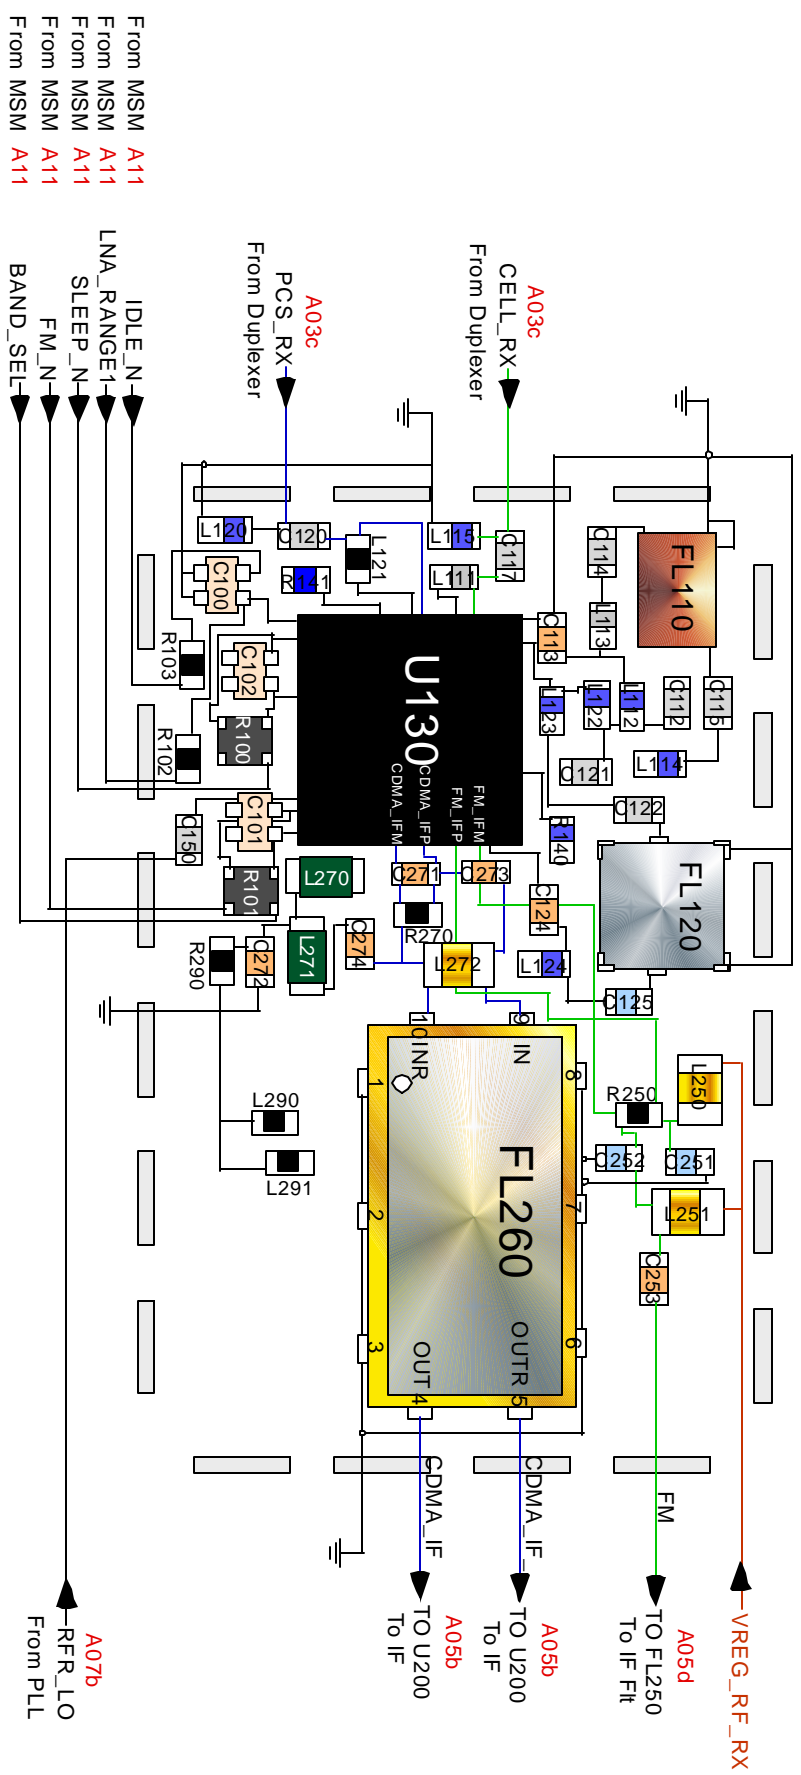 VREG_RF_RX
A05d
TO FL250
To IF Flt
FM
A05b
TO U200
To IF
CDMA_IF_
A05b
TO U200
To IF
CDMA_IF
A07b
RFR_LO
From PLL
A03c
CELL_RX
From Duplexer
A03c
PCS_RX
From Duplexer
From MSM A11
IDLE_N
From MSM A11
LNA_RANGE1
From MSM A11
SLEEP_N
From MSM A11
FM_N
From MSM A11
BAND_SEL
FL110
C114
L113
C113
C115
C112
L112
L122
L123
L114
C121
C122
R140
FL120
C124
L124
C125
L115
C117
L111
L120
C120
L121
R141
C100
R103
C102
R100
R102
C101
C150
R101
U130
CDMA_IFM
CDMA_IFP
FM_IFP
FM_IFM
L270
C271
C273
R270
L271
C274
C272
R290
L272
L290
L291
10
INR
9
IN
8
7
6
1
2
3
FL260
OUT
4
OUTR
5
L250
R250
C252
C251
L251
C253